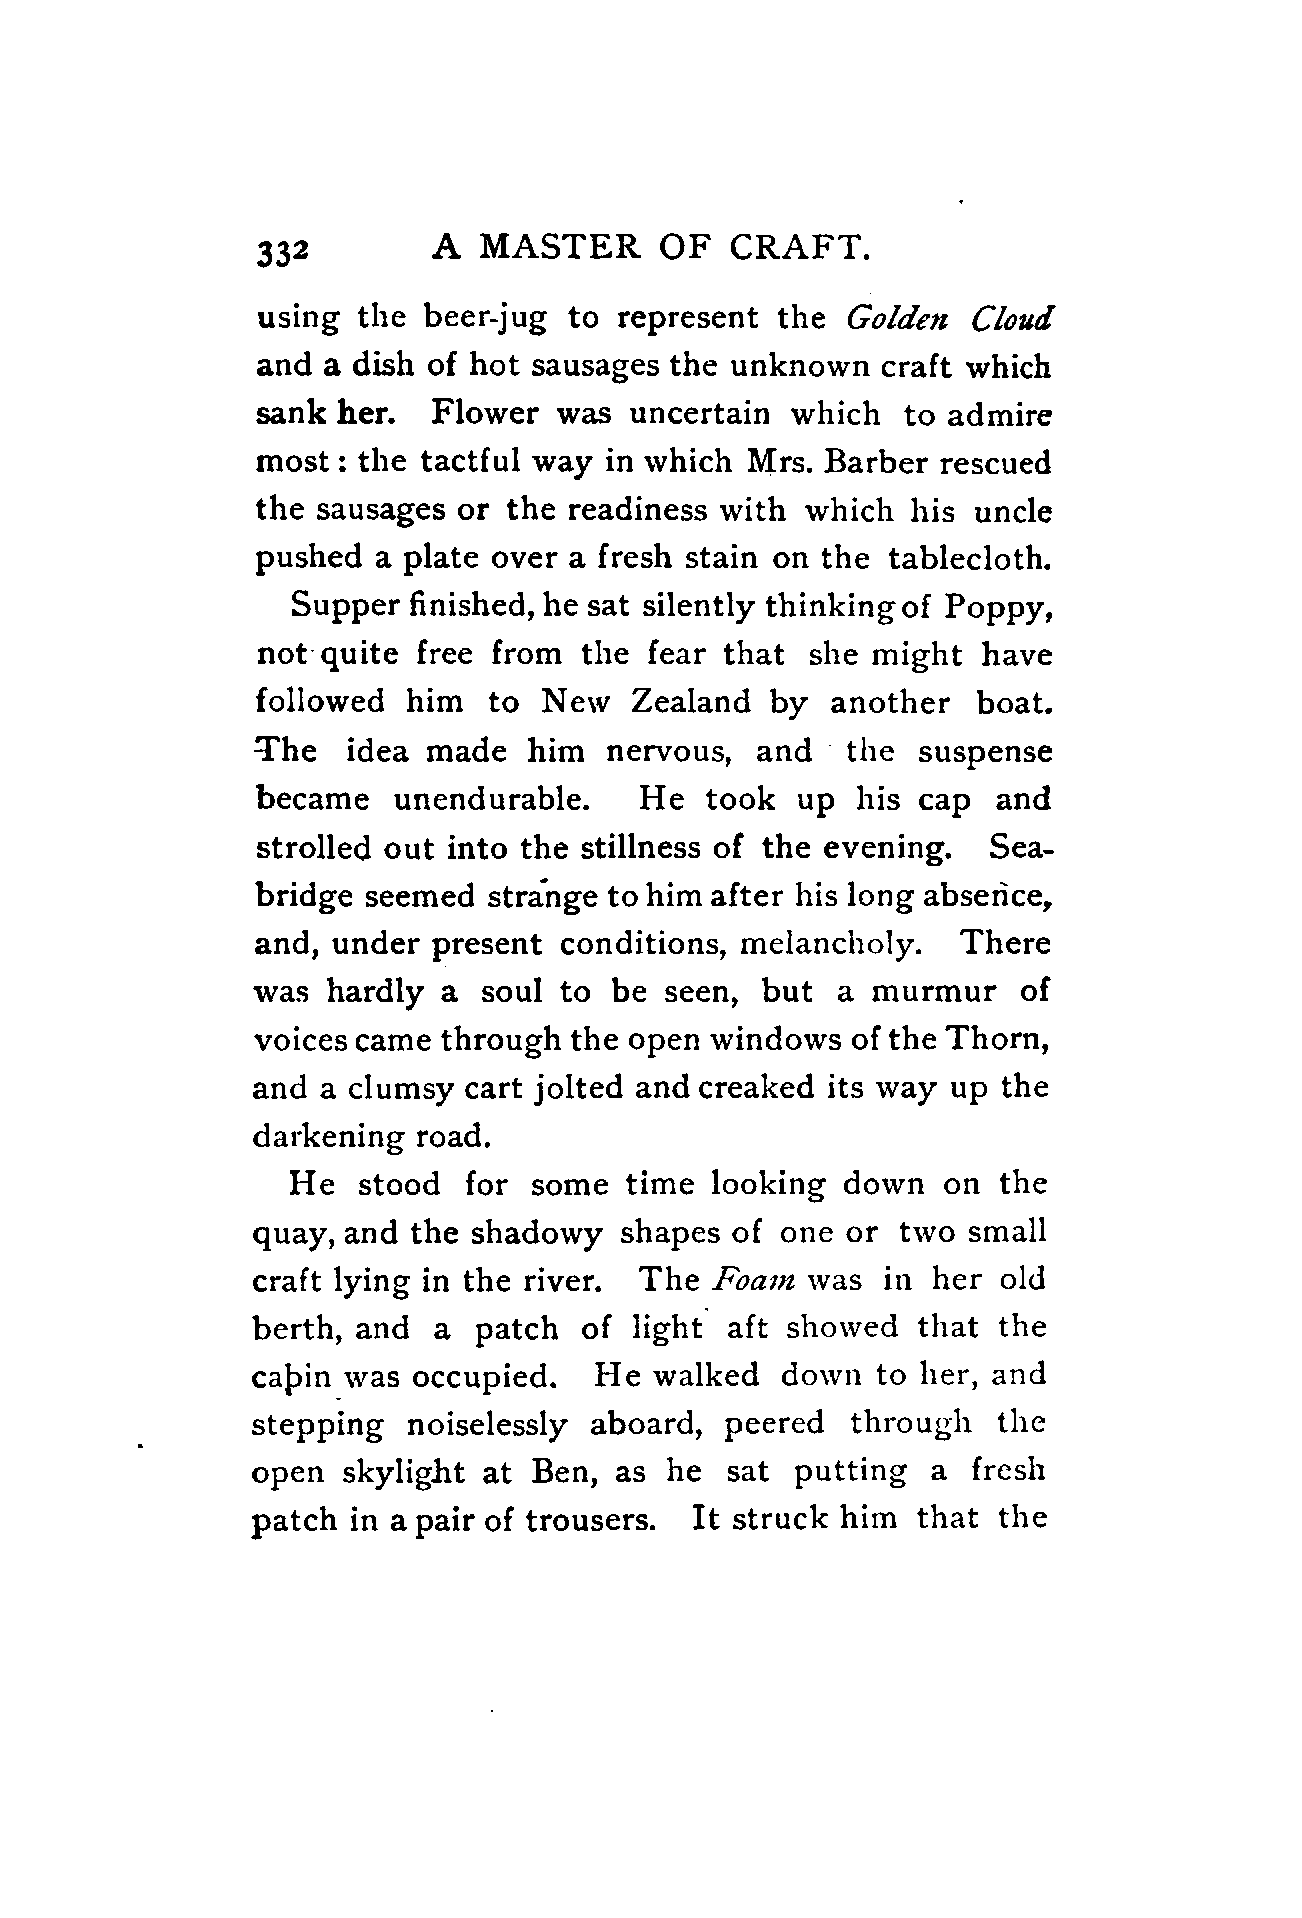 332 A MASTER OF CRAFT.
using the beer-jug to represent the Golden Cloud
and a dish of hot sausages the unknown craft which
sank her. Flower was uncertain which to admire
most : the tactful way in which Mrs. Barber rescued
the sausages or the readiness with which his uncle
pushed a plate over a fresh stain on the tablecloth.
Supper finished, he sat silently thinking of Poppy,
not quite free from the fear that she might have
followed him to New Zealand by another boat.
The idea made him nervous, and the suspense
became unendurable. He took up his cap and
strolled out into the stillness of the evening. Sea-
bridge seemed strange to him after his long absence,
and, under present conditions, melancholy. There
was hardly a soul to be seen, but a murmur of
voices came through the open windows of the Thorn,
and a clumsy cart jolted and creaked its way up the
darkening road.
He stood for some time looking down on the
quay, and the shadowy shapes of one or two small
craft lying in the river. The Foam was in her old
berth, and a patch of light aft showed that the
cabin was occupied. He walked down to her, and
stepping noiselessly aboard, peered through the
open skylight at Ben, as he sat putting a fresh
patch in a pair of trousers. It struck him that the